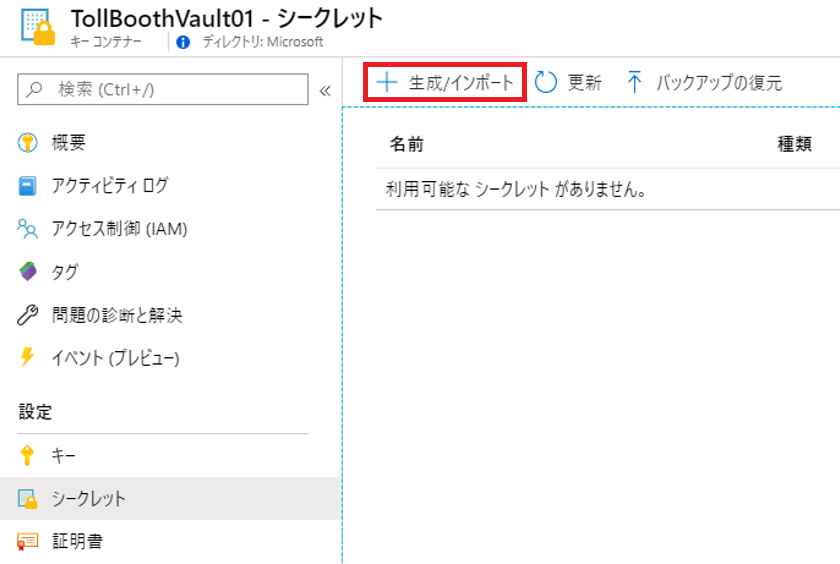 TollBoothVault01 - シークレット
キー コンテナー
ディレクトリ: Microsoft
検索 (Ctrl+/)
«
概要
アクティビティ ログ
アクセス制御 (IAM)
タグ
問題の診断と解決
イベント (プレビュー)
設定
キー
シークレット
証明書
生成/インポート
更新
バックアップの復元
名前
種類
利用可能な シークレット がありません。